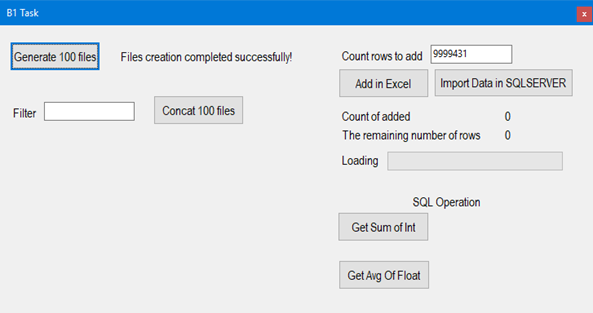 B1 Task
x
Generate 100 files
Files creation completed successfully!
Filter
Concat 100 files
Count rows to add
9999431
Add in Excel
Import Data in SQLSERVER
Count of added 0
The remaining number of rows 0
Loading
SQL Operation
Get Sum of Int
Get Avg Of Float